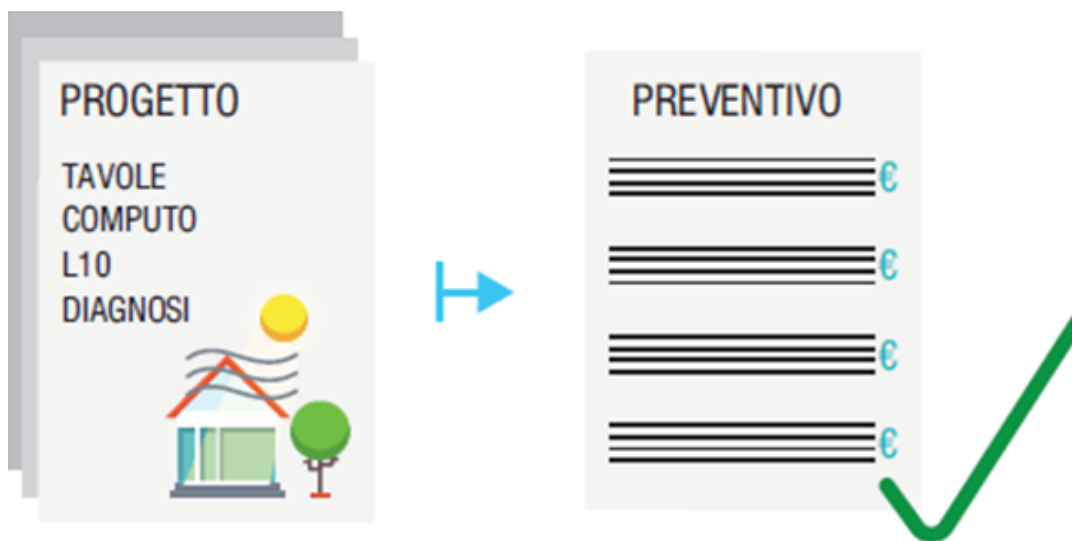 PROGETTO
TAVOLE
COMPUTO
L10
DIAGNOSI
PREVENTIVO
€
€
€
€